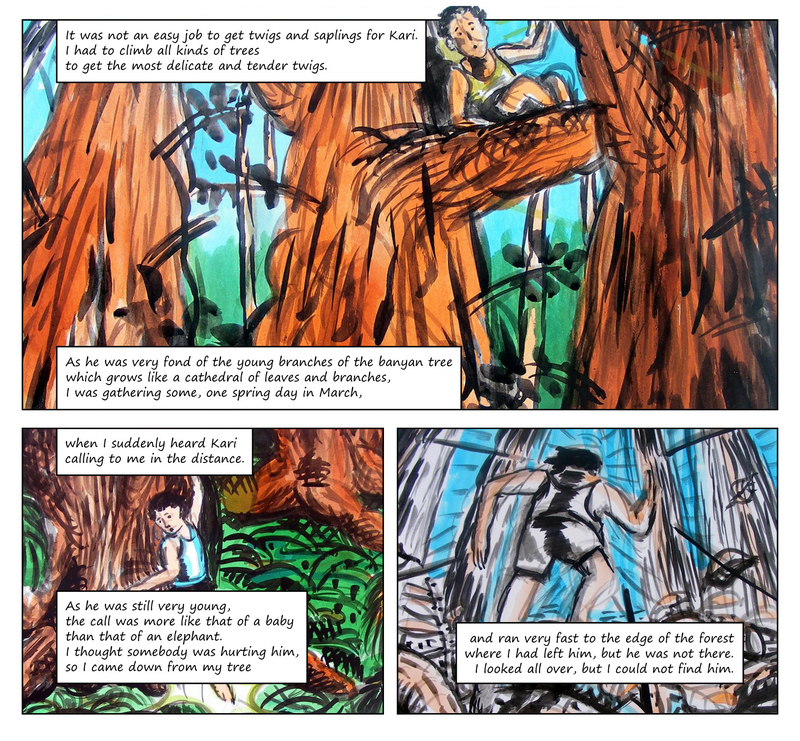 It was not an easy job to get twigs and saplings for Kari.
I had to climb all kinds of trees
to get the most delicate and tender twigs.
As he was very fond of the young branches of the banyan tree
which grows like a cathedral of leaves and branches,
I was gathering some, one spring day in March,
when I suddenly heard Kari
calling to me in the distance.
As he was still very young,
the call was more like that of a baby
than that of an elephant.
I thought somebody was hurting him,
so I came down from my tree
and ran very fast to the edge of the forest
where I had left him, but he was not there.
I looked all over, but I could not find him.